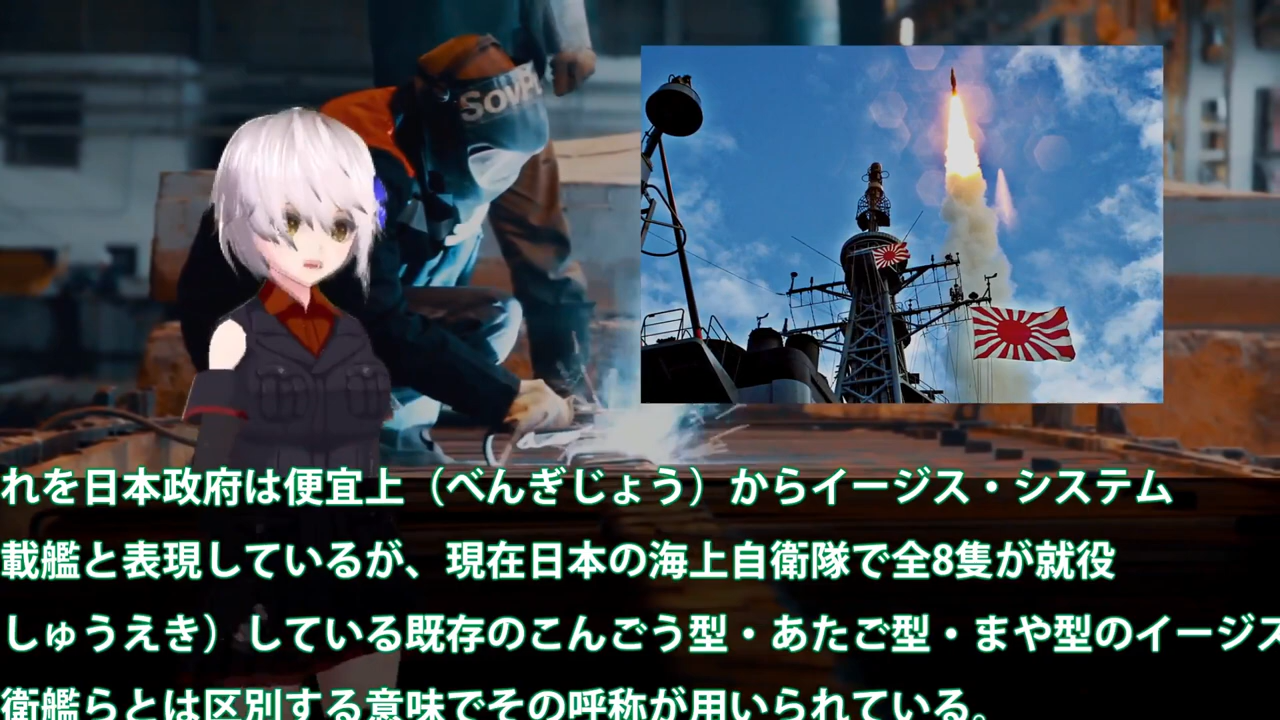 SovPl
れを日本政府は便宜上（べんぎじょう）からイージス・システム
載艦と表現しているが、現在日本の海上自衛隊で全8隻が就役
しゅうえき）している既存のこんごう型・あたご型・まや型のイージス
衛艦らとは区別する意味でその呼称が用いられている。